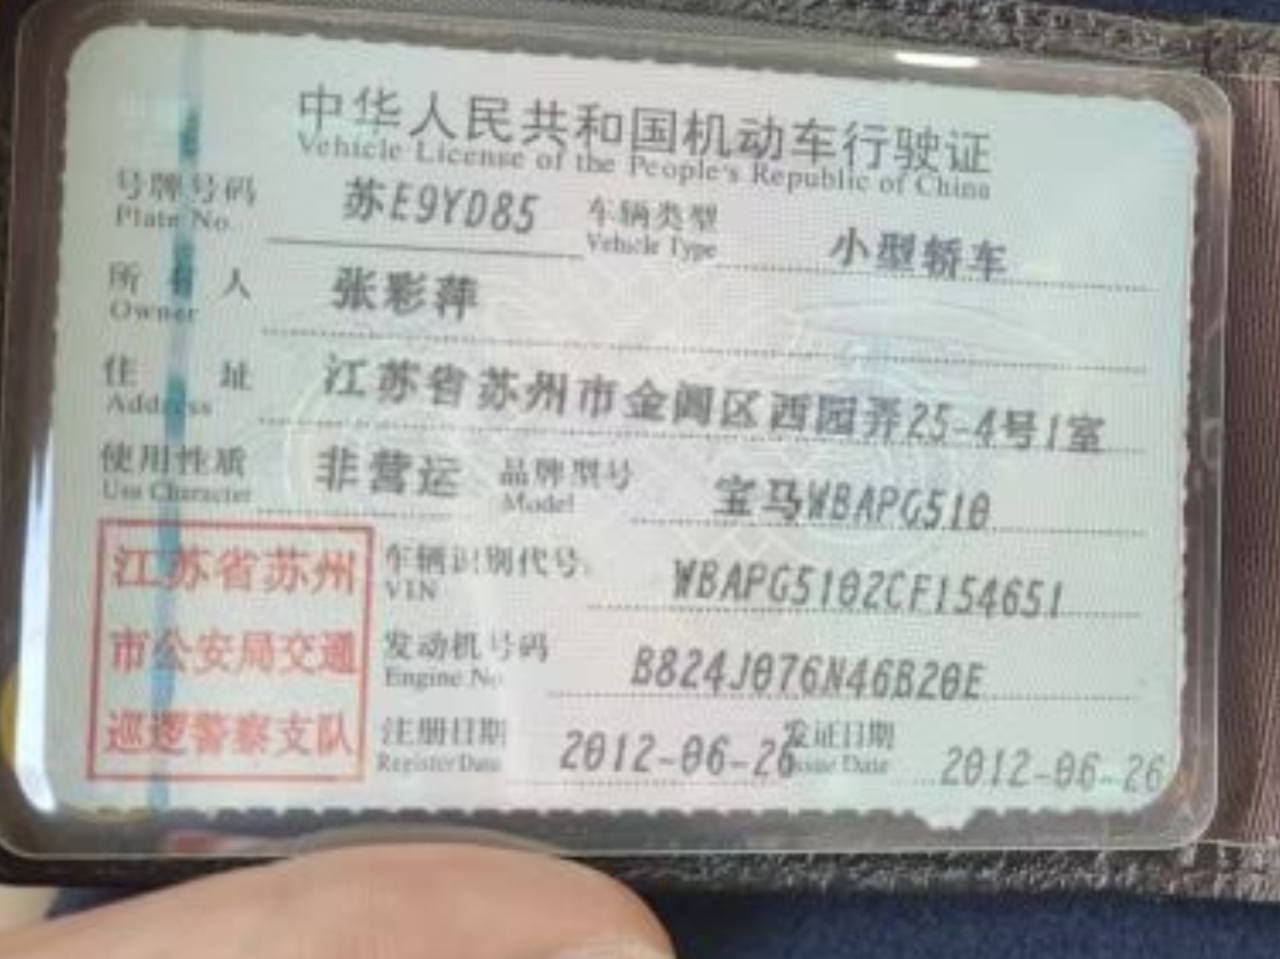 中华人民共和国机动车行驶证
Vehicle License of the People's Republic of China
号牌号码 苏E9YD85 车辆类型 小型轿车
Plate No. Vehicle Type
所有人 张彩萍
Owner
住址 江苏省苏州市金阊区西园弄25-4号1室
Address
使用性质 非营运 品牌型号 宝马WBAPG510
Use Character Model
江苏省苏州
市公安局交通
巡逻警察支队
车辆识别代号 WBAPG5102CF154651
VIN
发动机号码 B824J076N46B20E
Engine No.
注册日期 2012-06-26 发证日期 2012-06-26
Register Date Issue Date